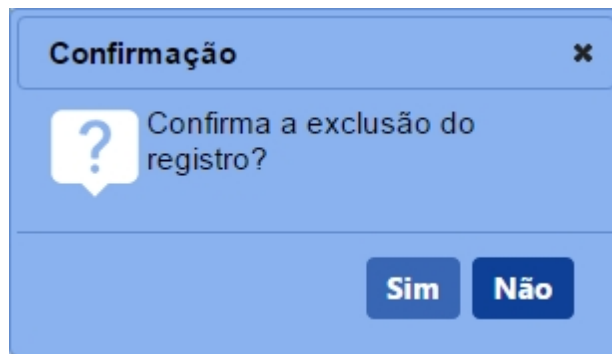 Confirmação
Confirma a exclusão do
registro?
Sim Não